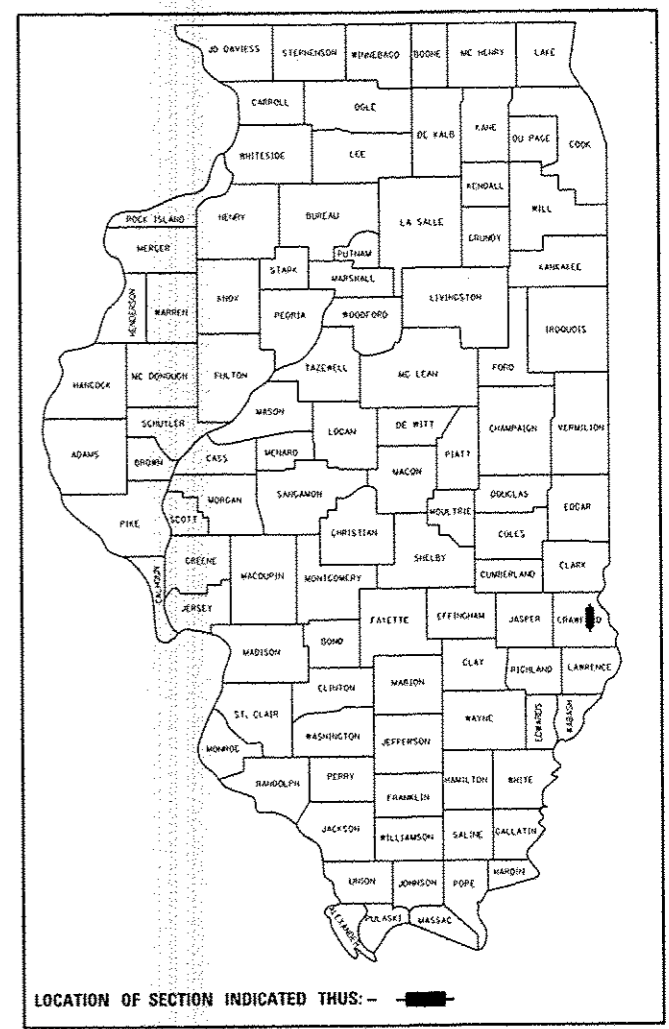 JO DAVIESS STEPHENSON WINNEBAGO BOONE MC HENRY LAKE
CARROLL OGLE DE KALB KANE DU PAGE COOK
WHITESIDE LEE
KENDALL
ROCK ISLAND HENRY BUREAU LA SALLE WILL
MERCER PUTNAM GRUNDY
STARK MARSHALL KANKAKEE
HENDERSON WARREN KNOX PEORIA WOODFORD LIVINGSTON IROQUOIS
HANCOCK MC DONOUGH FULTON TAZEWELL MC LEAN FORD
MASON
SCHUYLER LOGAN DE WITT CHAMPAIGN VERMILION
ADAMS BROWN CASS MENARD MACON PIATT
MORGAN SANGAMON DOUGLAS EDGAR
PIKE SCOTT CHRISTIAN MOULTRIE COLES
SHELBY
CALHOUN GREENE MACOUPIN MONTGOMERY CUMBERLAND CLARK
JERSEY FAYETTE EFFINGHAM JASPER CRAWFORD
MADISON BOND
CLAY RICHLAND LAWRENCE
CLINTON MARION
ST. CLAIR WAYNE EDWARDS WABASH
MONROE WASHINGTON JEFFERSON
RANDOLPH PERRY HAMILTON WHITE
FRANKLIN
JACKSON WILLIAMSON SALINE GALLATIN
UNION JOHNSON POPE HARDIN
ALEXANDER PULASKI MASSAC
LOCATION OF SECTION INDICATED THUS: -